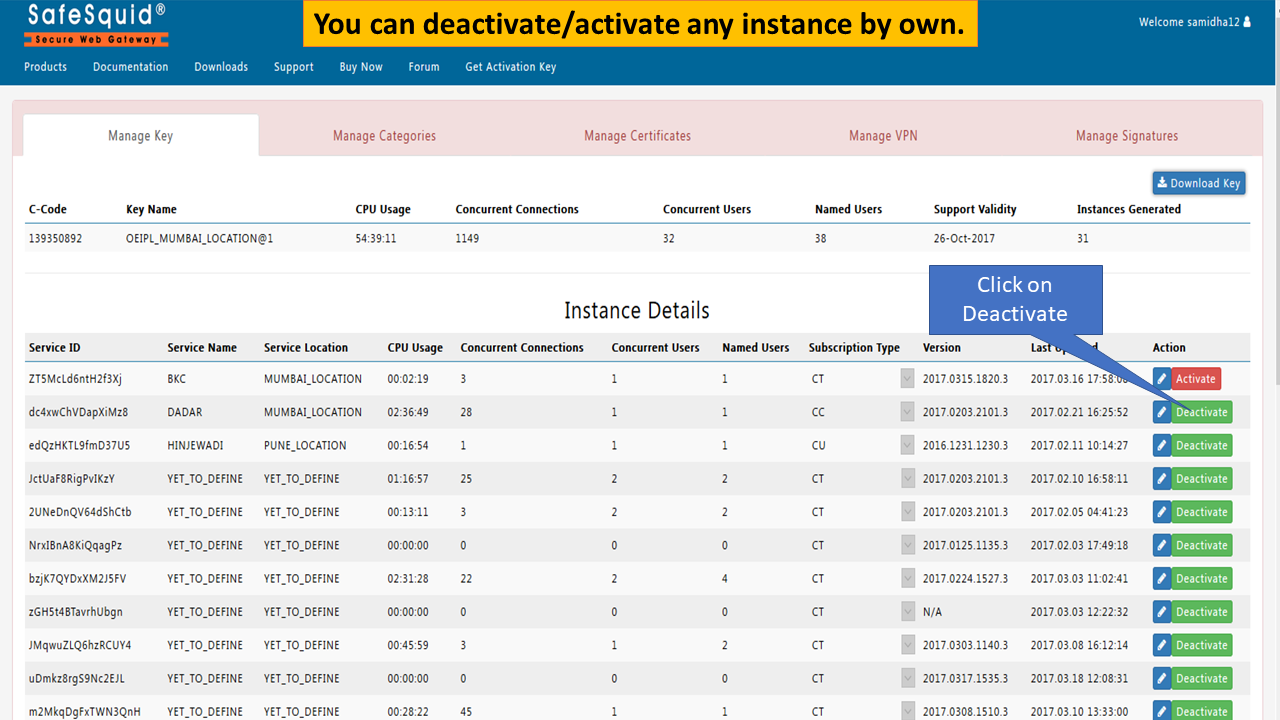 SafeSquid®
Secure Web Gateway
You can deactivate/activate any instance by own.
Welcome samidha12
Products Documentation Downloads Support Buy Now Forum Get Activation Key
Manage Key Manage Categories Manage Certificates Manage VPN Manage Signatures
Download Key
C-Code Key Name CPU Usage Concurrent Connections Concurrent Users Named Users Support Validity Instances Generated
139350892 OEIPL_MUMBAI_LOCATION@1 54:39:11 1149 32 38 26-Oct-2017 31
Click on
Deactivate
Instance Details
Service ID Service Name Service Location CPU Usage Concurrent Connections Concurrent Users Named Users Subscription Type Version Action
ZT5McLd6ntH2f3Xj BKC MUMBAI_LOCATION 00:02:19 3 1 1 CT 2017.0315.1820.3 2017.03.16 Activate
dc4xwChVDapXiMz8 DADAR MUMBAI_LOCATION 02:36:49 28 1 1 CC 2017.0203.2101.3 2017.02.21 16:25:52 Deactivate
edQzHKTL9fmD37U5 HINJEWADI PUNE_LOCATION 00:16:54 1 1 1 CU 2016.1231.1230.3 2017.02.11 10:14:27 Deactivate
JctUaF8RigPvIKzY YET_TO_DEFINE YET_TO_DEFINE 01:16:57 25 2 2 CT 2017.0203.2101.3 2017.02.10 16:58:11 Deactivate
2UNeDnQV64dShCtb YET_TO_DEFINE YET_TO_DEFINE 00:13:11 3 2 2 CT 2017.0203.2101.3 2017.02.05 04:41:23 Deactivate
NrxIBnA8KiQqagPz YET_TO_DEFINE YET_TO_DEFINE 00:00:00 0 0 0 CT 2017.0125.1135.3 2017.02.03 17:49:18 Deactivate
bzjK7QYDxXM2J5FV YET_TO_DEFINE YET_TO_DEFINE 02:31:28 22 2 4 CT 2017.0224.1527.3 2017.03.03 11:02:41 Deactivate
zGH5t4BTavrhUbgn YET_TO_DEFINE YET_TO_DEFINE 00:00:00 0 0 0 CT N/A 2017.03.03 12:22:32 Deactivate
JMqwuZLQ6hzRCUY4 YET_TO_DEFINE YET_TO_DEFINE 00:45:59 7 1 2 CT 2017.0303.1140.3 2017.03.08 16:12:14 Deactivate
uDmkz8rgS9Nc2EJL YET_TO_DEFINE YET_TO_DEFINE 00:00:00 0 0 0 CT 2017.0317.1535.3 2017.03.18 12:08:31 Deactivate
m2MkqDgFxTWN3QnH YET_TO_DEFINE YET_TO_DEFINE 00:28:22 45 1 1 CT 2017.0308.1510.3 2017.03.10 13:33:00 Deactivate